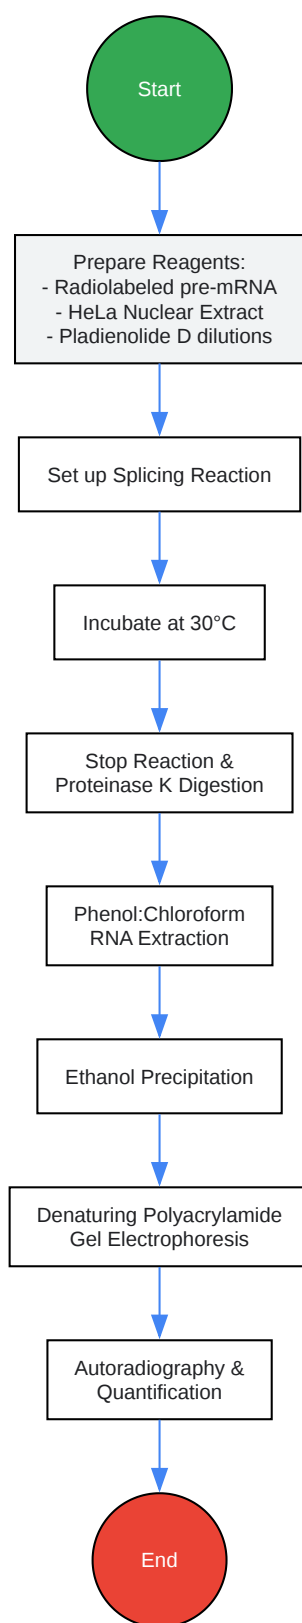 Start
Prepare Reagents:
- Radiolabeled pre-mRNA
- HeLa Nuclear Extract
- Pladienolide D dilutions
Set up Splicing Reaction
Incubate at 30°C
Stop Reaction &
Proteinase K Digestion
Phenol:Chloroform
RNA Extraction
Ethanol Precipitation
Denaturing Polyacrylamide
Gel Electrophoresis
Autoradiography &
Quantification
End